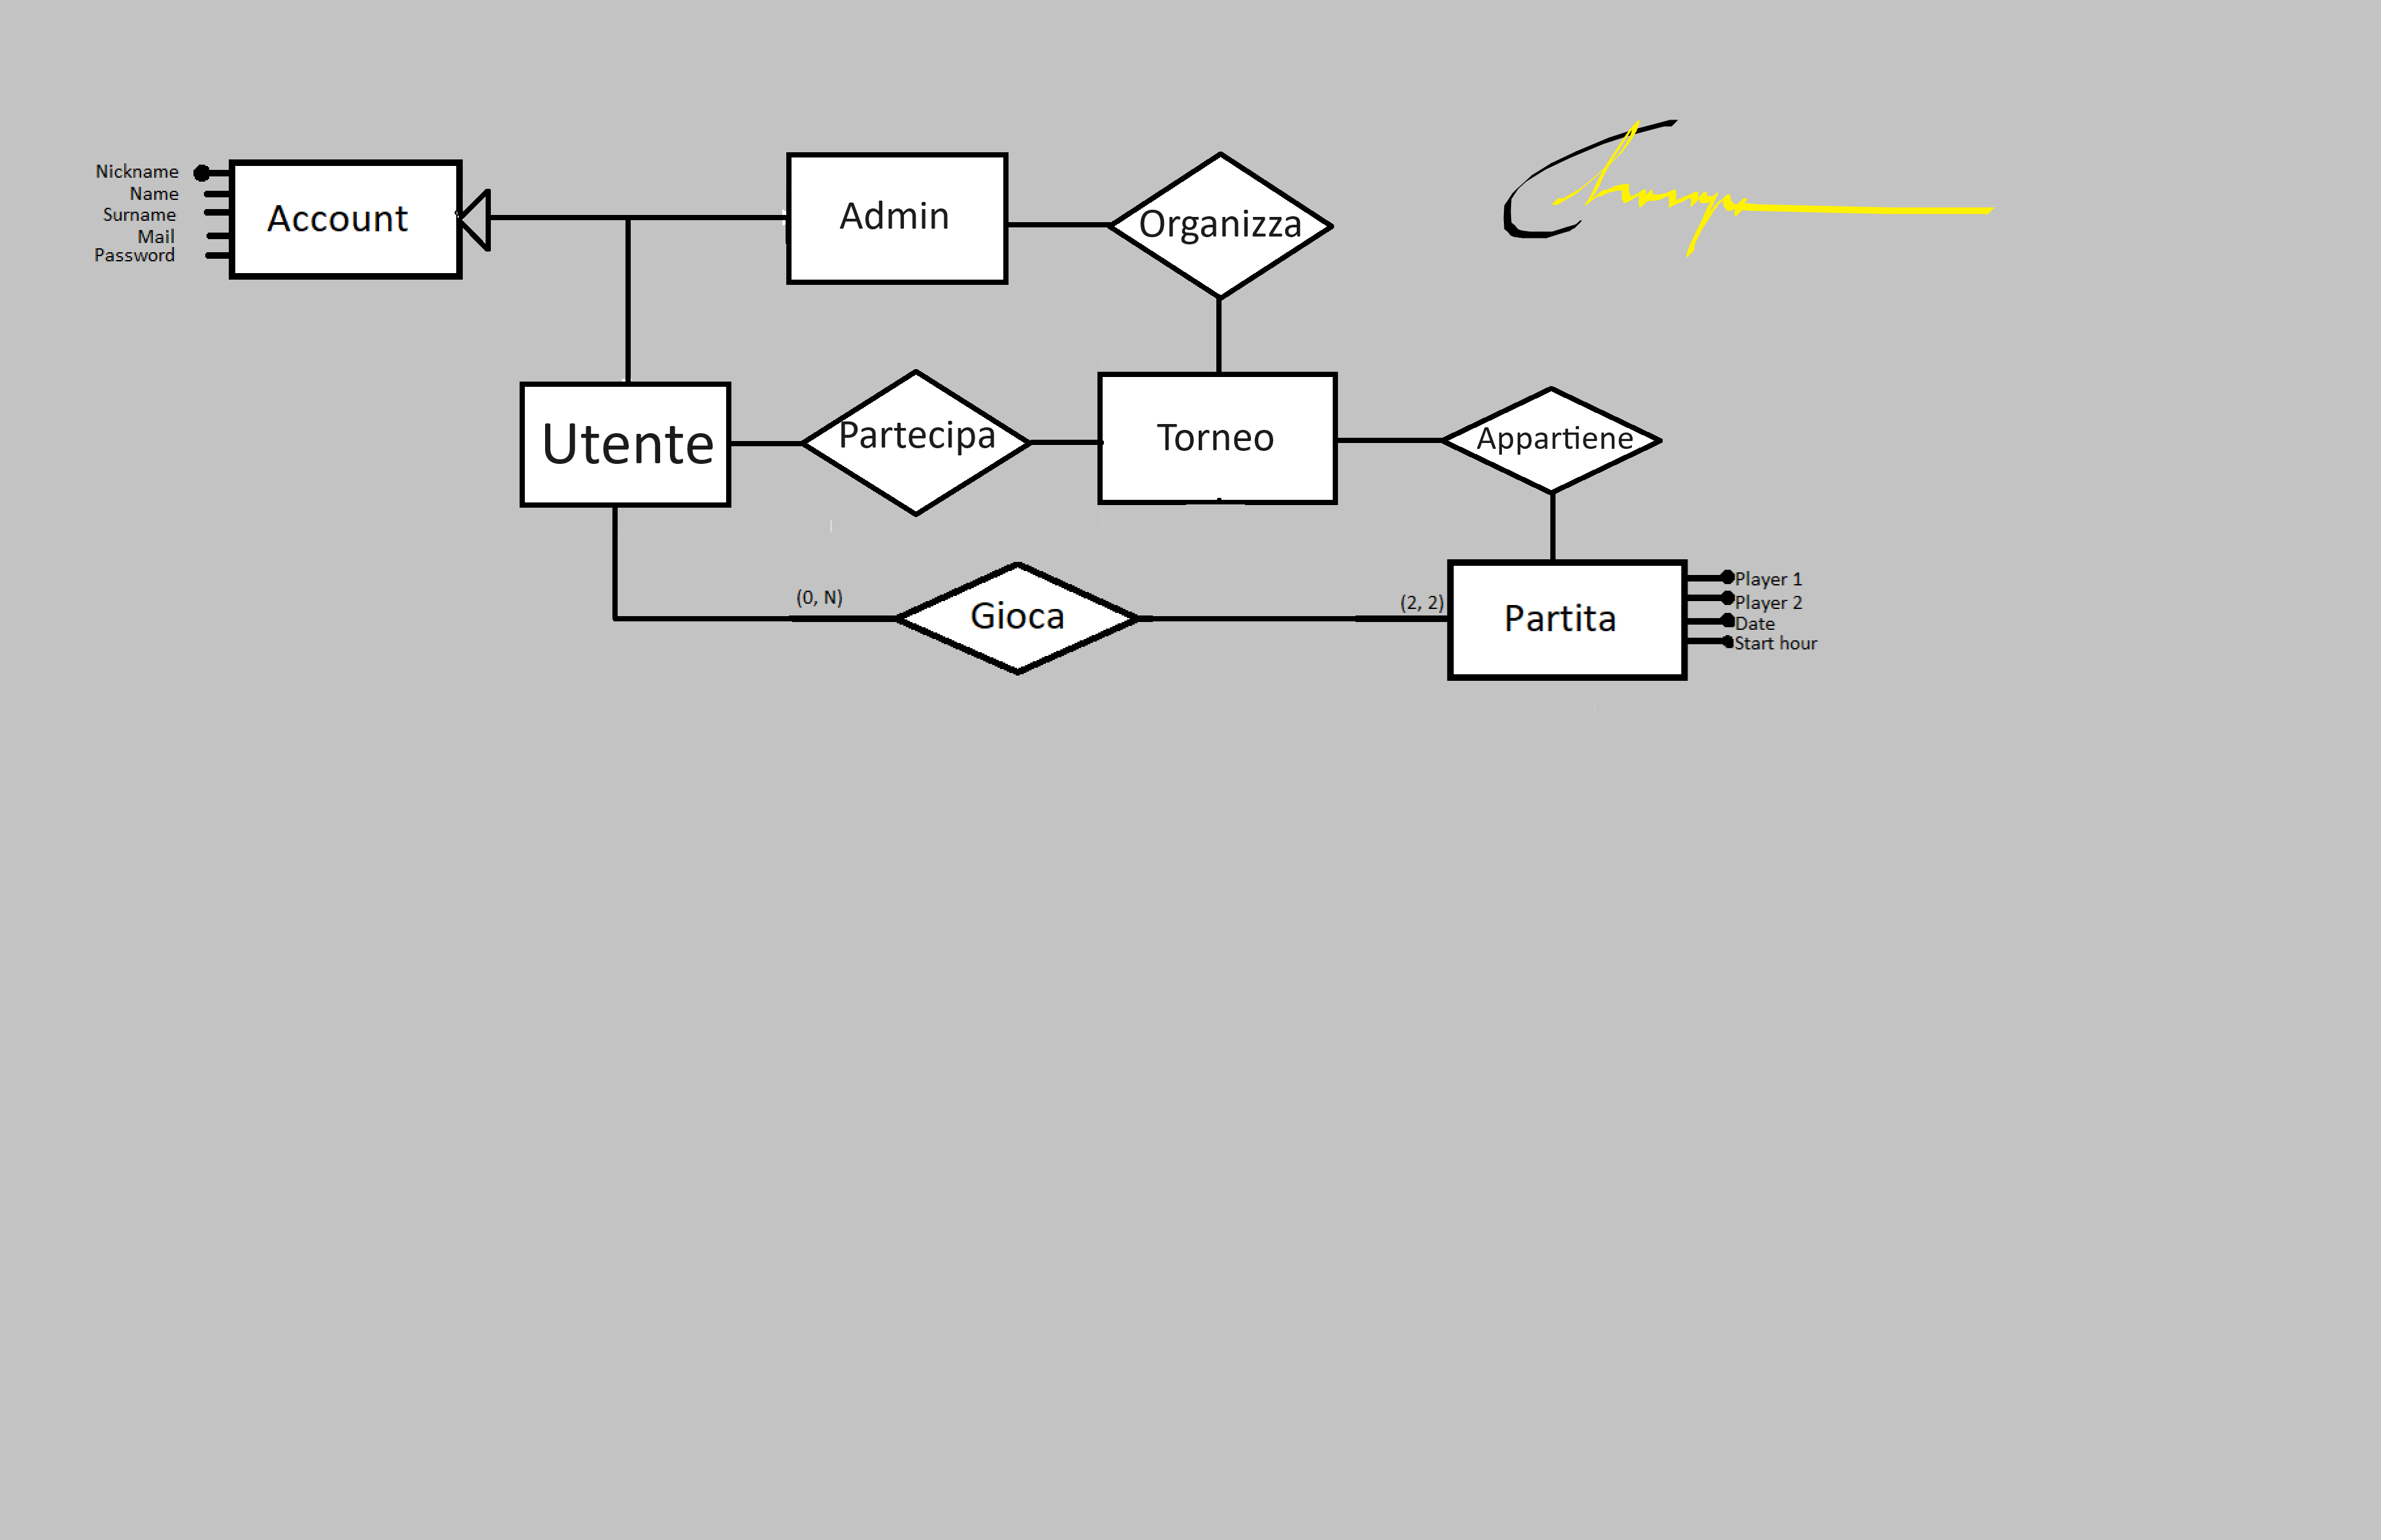 Nickname
Name
Surname
Mail
Password
Account
Admin
Organizza
Utente
Partecipa
Torneo
Appartiene
(0, N)
Gioca
(2, 2)
Partita
Player 1
Player 2
Date
Start hour